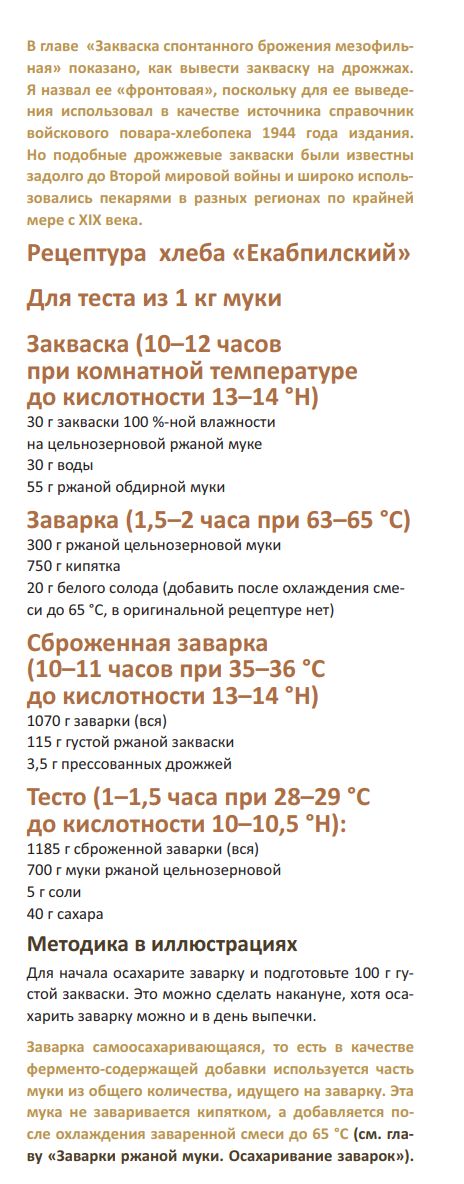 В главе «Закваска спонтанного брожения мезофиль-
ная» показано, как вывести закваску на дрожжах.
Я назвал ее «фронтовая», поскольку для ее выведе-
ния использовал в качестве источника справочник
войскового повара-хлебопека 1944 года издания.
Но подобные дрожжевые закваски были известны
задолго до Второй мировой войны и широко исполь-
зовались пекарями в разных регионах по крайней
мере с XIX века.
Рецептура хлеба «Екабпилский»
Для теста из 1 кг муки
Закваска (10–12 часов
при комнатной температуре
до кислотности 13–14 °Н)
30 г закваски 100 %-ной влажности
на цельнозерновой ржаной муке
30 г воды
55 г ржаной обдирной муки
Заварка (1,5–2 часа при 63–65 °С)
300 г ржаной цельнозерновой муки
750 г кипятка
20 г белого солода (добавить после охлаждения сме-
си до 65 °С, в оригинальной рецептуре нет)
Сброженная заварка
(10–11 часов при 35–36 °С
до кислотности 13–14 °Н)
1070 г заварки (вся)
115 г густой ржаной закваски
3,5 г прессованных дрожжей
Тесто (1–1,5 часа при 28–29 °С
до кислотности 10–10,5 °Н):
1185 г сброженной заварки (вся)
700 г муки ржаной цельнозерновой
5 г соли
40 г сахара
Методика в иллюстрациях
Для начала осахарите заварку и подготовьте 100 г гу-
стой закваски. Это можно сделать накануне, хотя оса-
харить заварку можно и в день выпечки.
Заварка самоосахаривающаяся, то есть в качестве
ферменто-содержащей добавки используется часть
муки из общего количества, идущего на заварку. Эта
мука не заваривается кипятком, а добавляется по-
сле охлаждения заваренной смеси до 65 °С (см. гла-
ву «Заварки ржаной муки. Осахаривание заварок»).